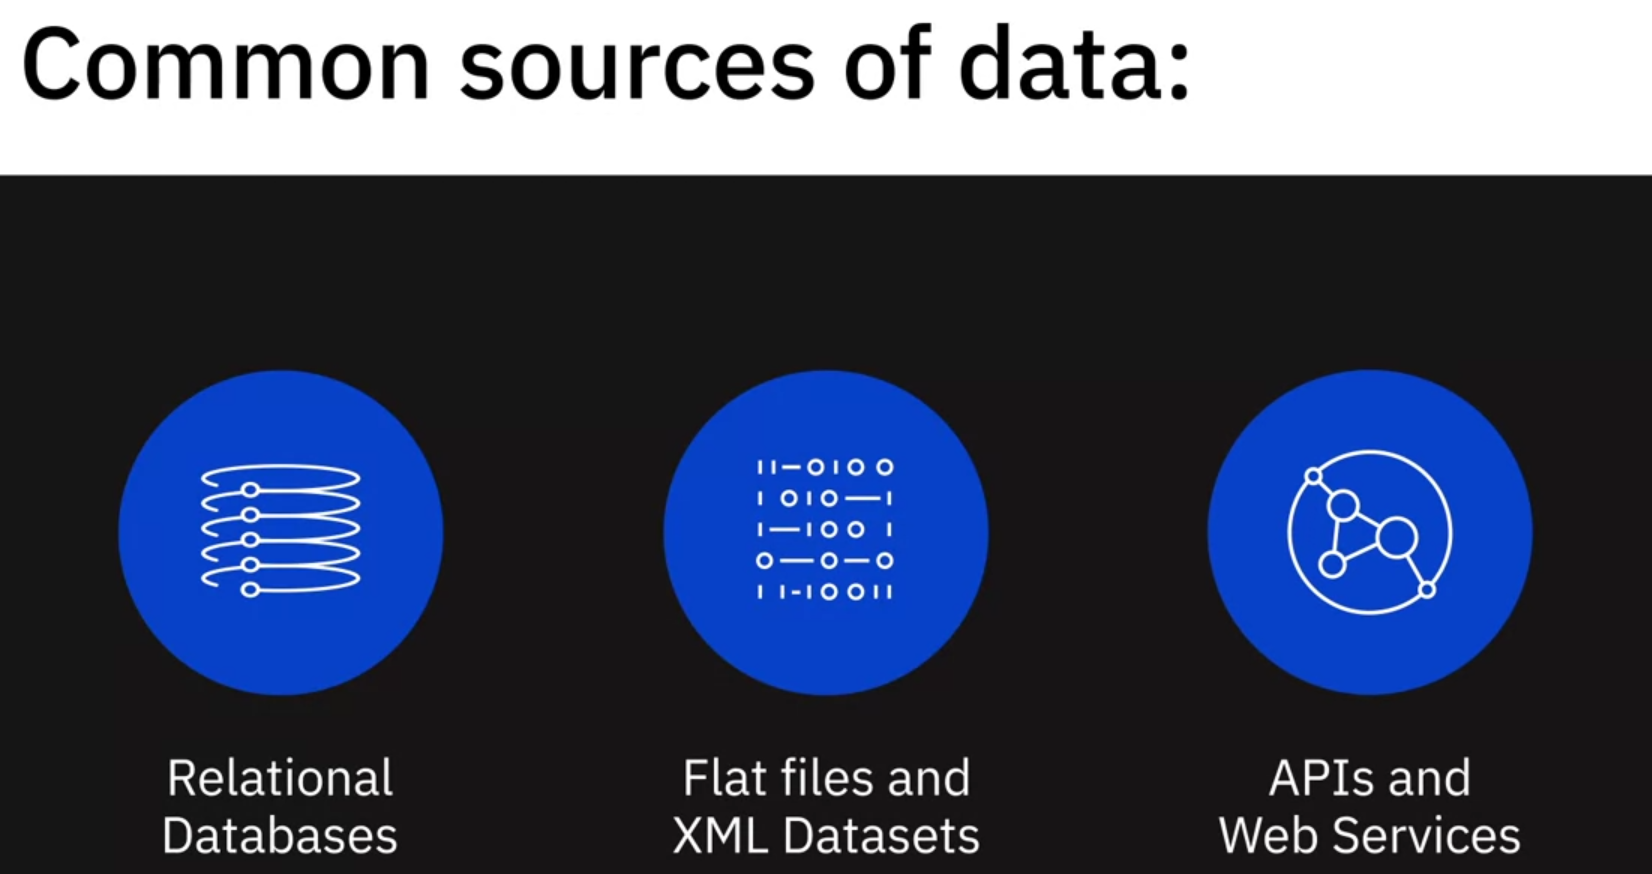 Common sources of data:
Relational
Databases
Flat files and
XML Datasets
APIs and
Web Services